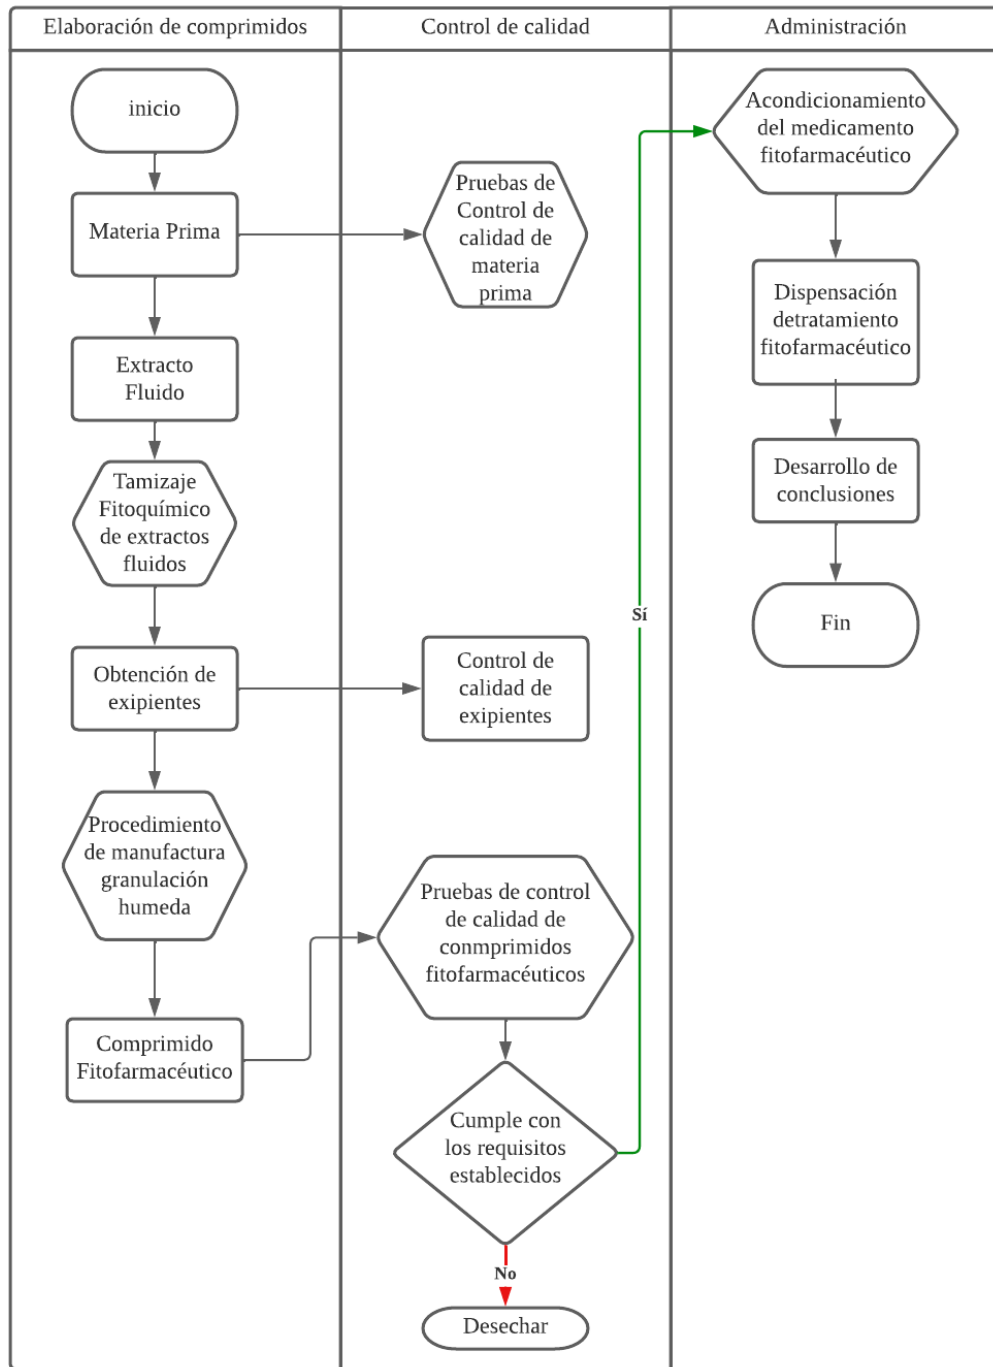 Elaboración de comprimidos
Control de calidad
Administración
inicio
Materia Prima
Extracto
Fluido
Tamizaje
Fitoquímico
de extractos
fluidos
Obtención de
exipientes
Procedimiento
de manufactura
granulación
humeda
Comprimido
Fitofarmacéutico
Pruebas de
Control de
calidad de
materia
prima
Control de
calidad de
exipientes
Pruebas de control
de calidad de
conmprimidos
fitofarmacéuticos
Cumple con
los requisitos
establecidos
Sí
No
Desechar
Acondicionamiento
del medicamento
fitofarmacéutico
Dispensación
detratamiento
fitofarmacéutico
Desarrollo de
conclusiones
Fin